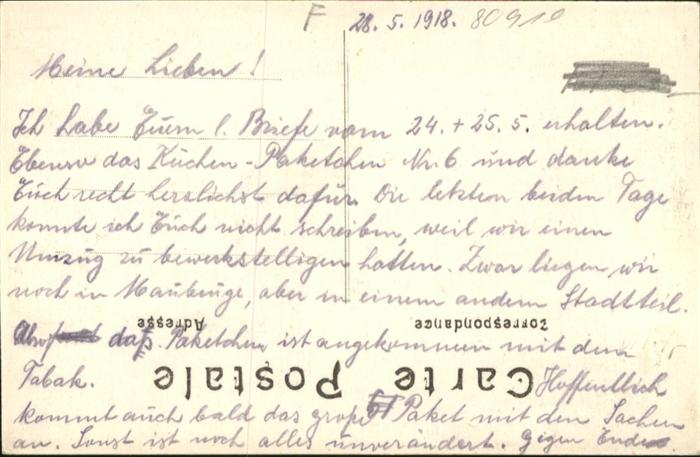 F 28. 5. 1918. 80919
Meine Lieben!
Ich habe Euern l. Briefe vom 24. + 25. 5. erhalten.
Ebenso das Kuchen-Paketchen Nr. 6 und danke
Euch recht herzlichst dafür. Die letzten beiden Tage
konnte ich Euch nicht schreiben, weil wir einen
Umzug zu bewerkstelligen hatten. Zwar liegen wir
noch in Maubeuge, aber in einem andern Stadtteil.
Adresse
Zorrespondance
Also daß Paketchen ist angekommen mit dem
Carte Postale
Tabak. Hoffentlich
kommt auch bald das große Paket mit den Sachen
an. Sonst ist noch alles unverändert. Gegen Ende